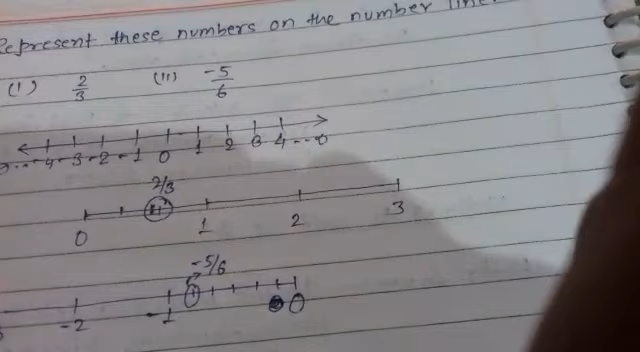 Represent these numbers on the number line.
(I) 2/3 (II) -5/6
-4 -3 -2 -1 0 1 2 3 4
2/3
0 1 2 3
-5/6
-2 -1 0